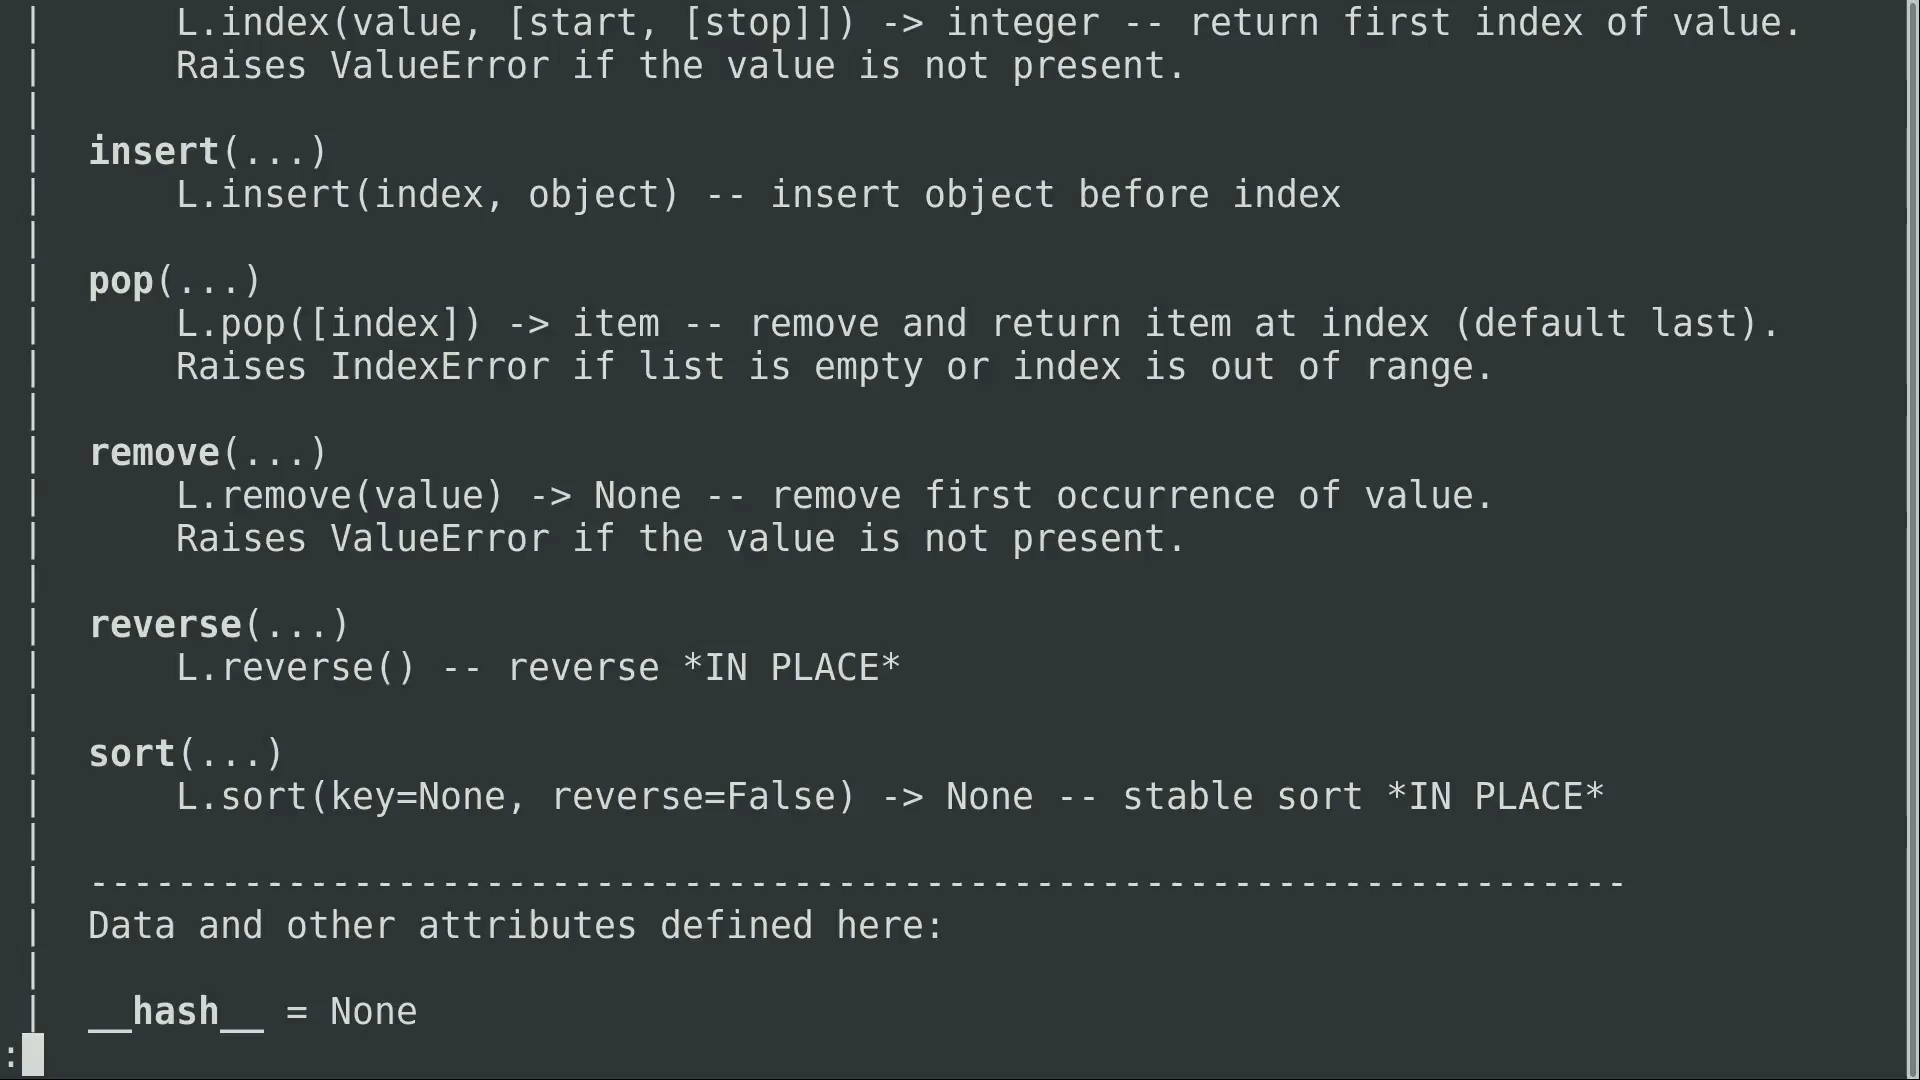 |      L.index(value, [start, [stop]]) -> integer -- return first index of value.
|      Raises ValueError if the value is not present.
|
|  insert(...)
|      L.insert(index, object) -- insert object before index
|
|  pop(...)
|      L.pop([index]) -> item -- remove and return item at index (default last).
|      Raises IndexError if list is empty or index is out of range.
|
|  remove(...)
|      L.remove(value) -> None -- remove first occurrence of value.
|      Raises ValueError if the value is not present.
|
|  reverse(...)
|      L.reverse() -- reverse *IN PLACE*
|
|  sort(...)
|      L.sort(key=None, reverse=False) -> None -- stable sort *IN PLACE*
|
|  ----------------------------------------------------------------------
|  Data and other attributes defined here:
|
|  __hash__ = None
: